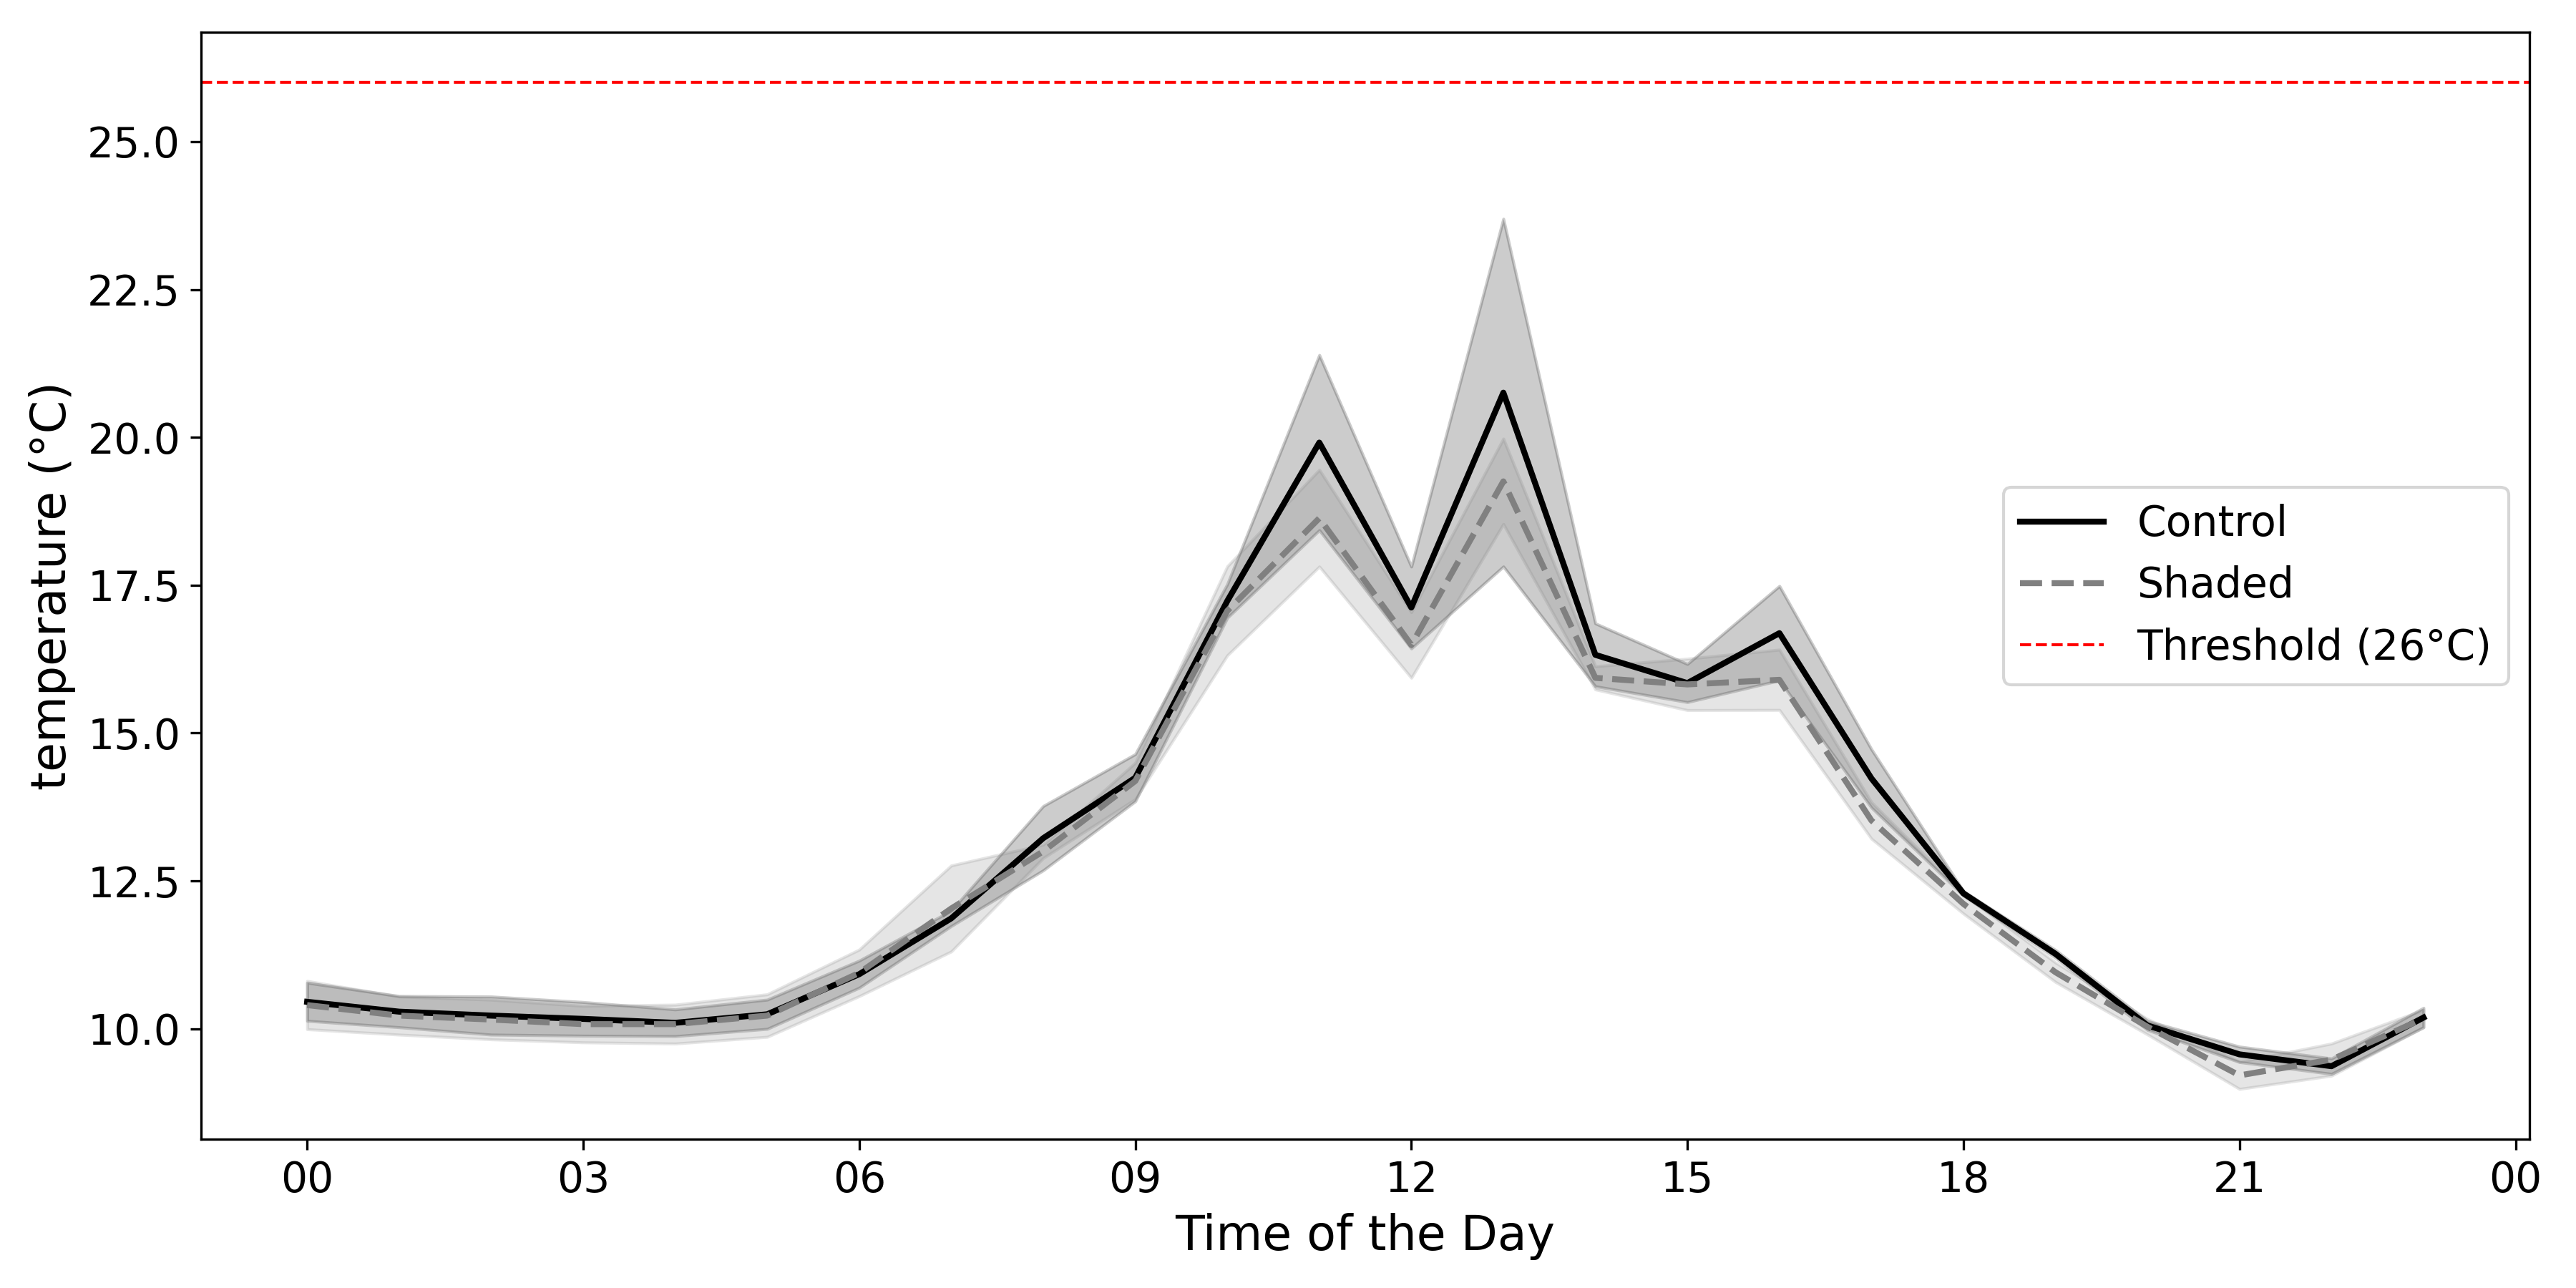 25.0
22.5
20.0
17.5
15.0
12.5
10.0
temperature (°C)
Control
Shaded
Threshold (26°C)
00 03 06 09 12 15 18 21 00
Time of the Day